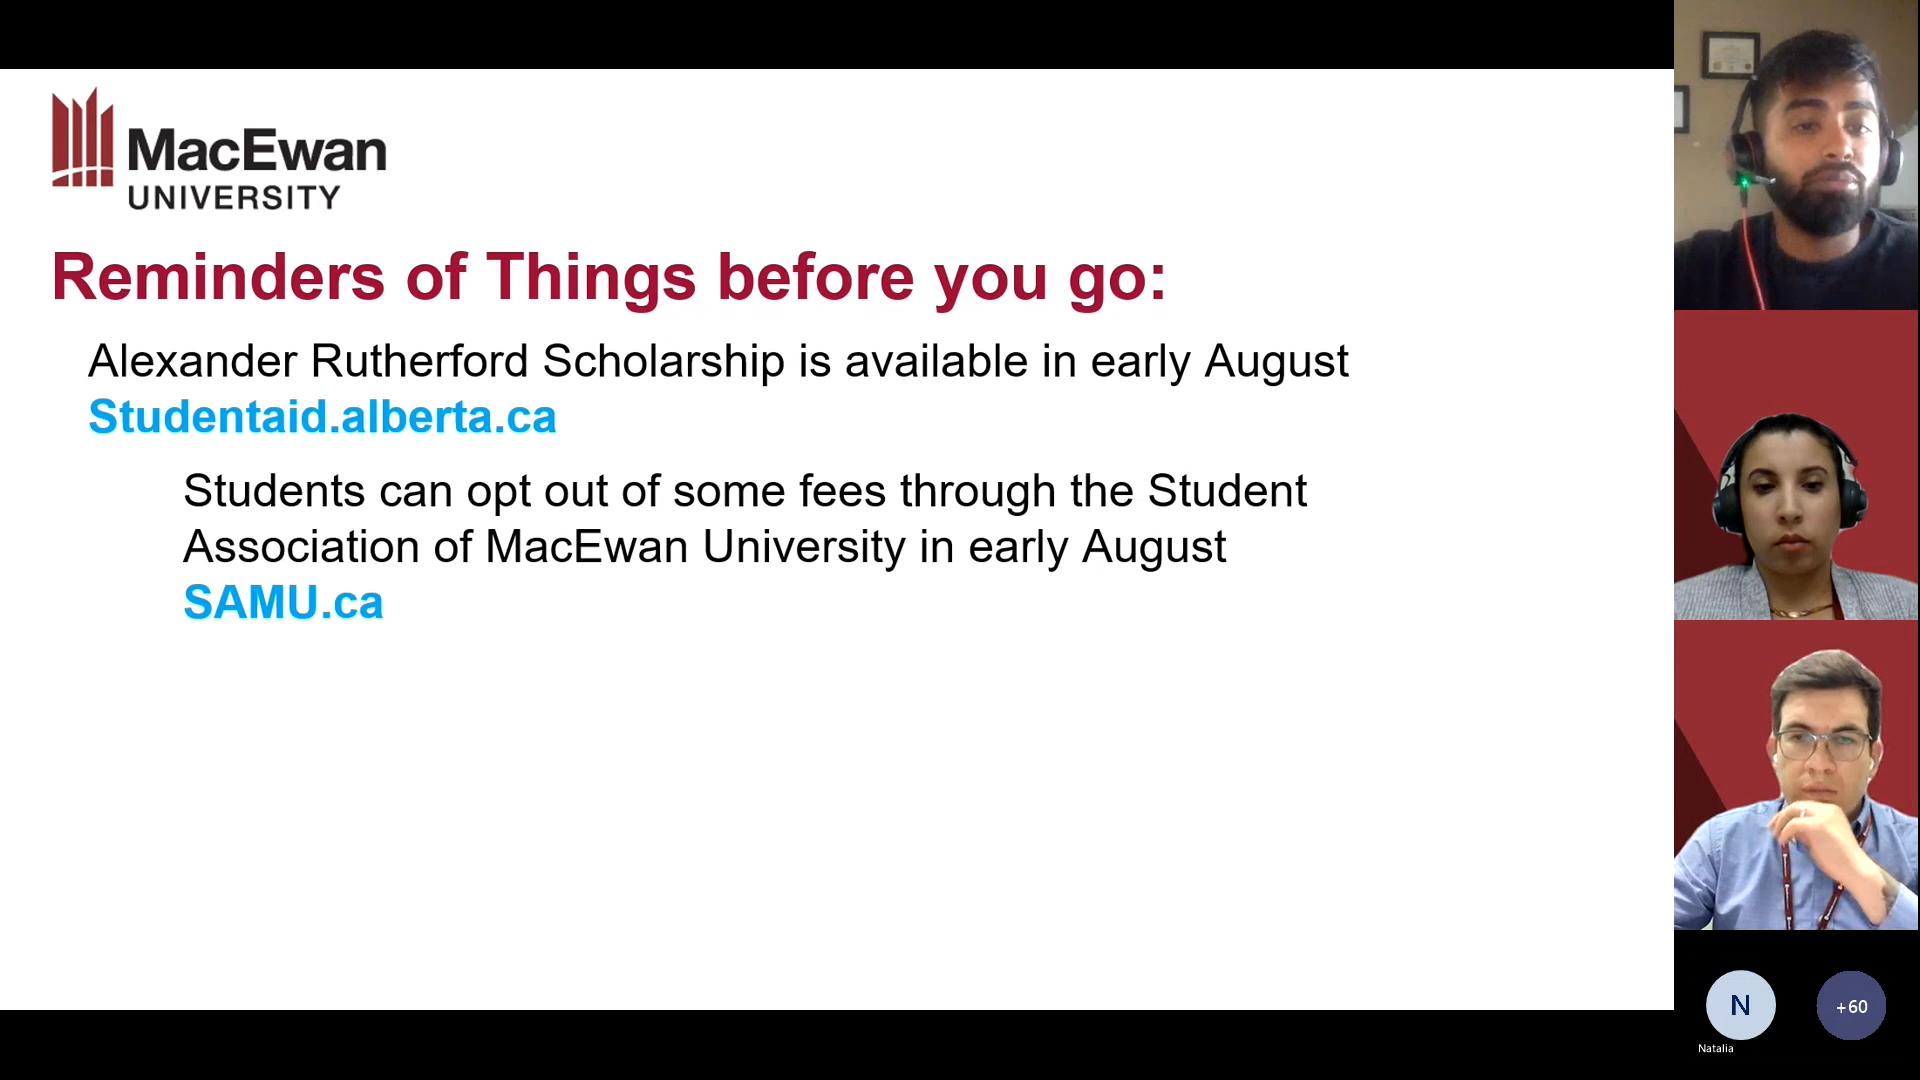 MacEwan
UNIVERSITY
Reminders of Things before you go:
Alexander Rutherford Scholarship is available in early August
Studentaid.alberta.ca
Students can opt out of some fees through the Student
Association of MacEwan University in early August
SAMU.ca
N
+60
Natalia